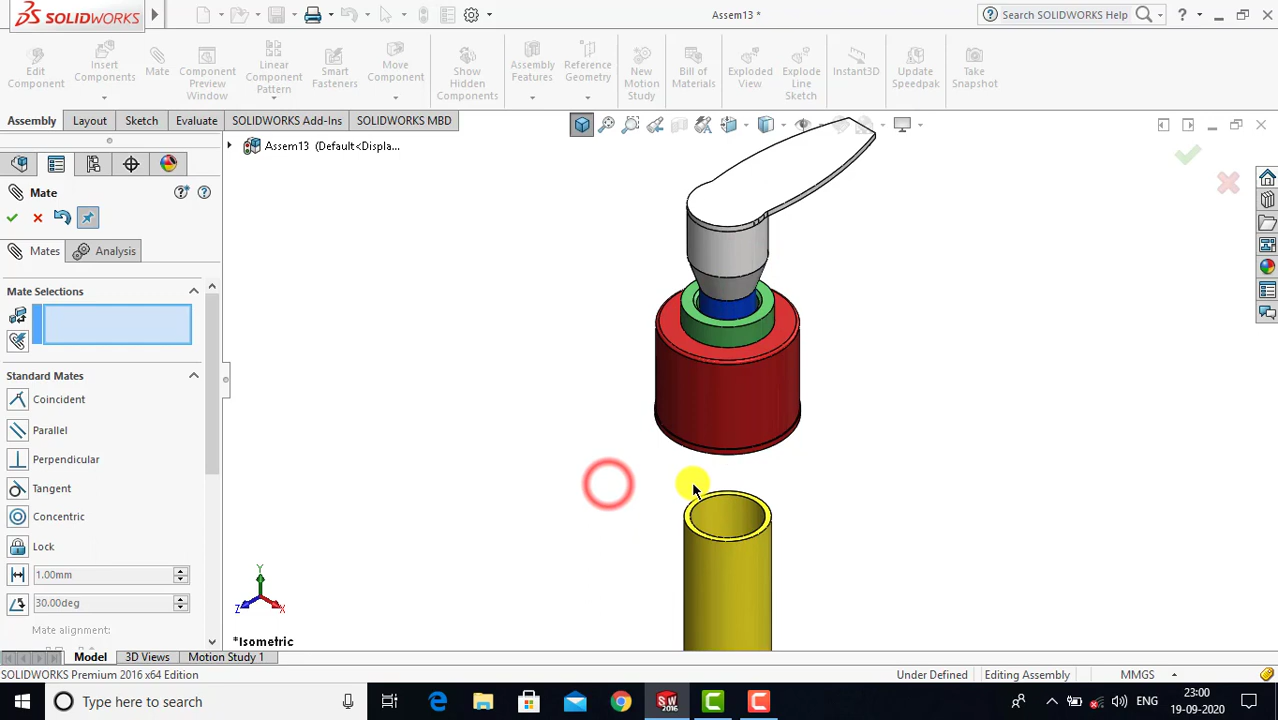 SOLIDWORKS
Assem13 *
Search SOLIDWORKS Help
Edit Component
Insert Components
Mate
Component Preview Window
Linear Component Pattern
Smart Fasteners
Move Component
Show Hidden Components
Assembly Features
Reference Geometry
New Motion Study
Bill of Materials
Exploded View
Explode Line Sketch
Instant3D
Update Speedpak
Take Snapshot
Assembly
Layout
Sketch
Evaluate
SOLIDWORKS Add-Ins
SOLIDWORKS MBD
Assem13 (Default<Displa...
Mate
Mates
Analysis
Mate Selections
Standard Mates
Coincident
Parallel
Perpendicular
Tangent
Concentric
Lock
1.00mm
30.00deg
Mate alignment:
Y
Z
X
*Isometric
Model
3D Views
Motion Study 1
SOLIDWORKS Premium 2016 x64 Edition
Under Defined
Editing Assembly
MMGS
Type here to search
SW
2016
ENG
23:00
19-09-2020